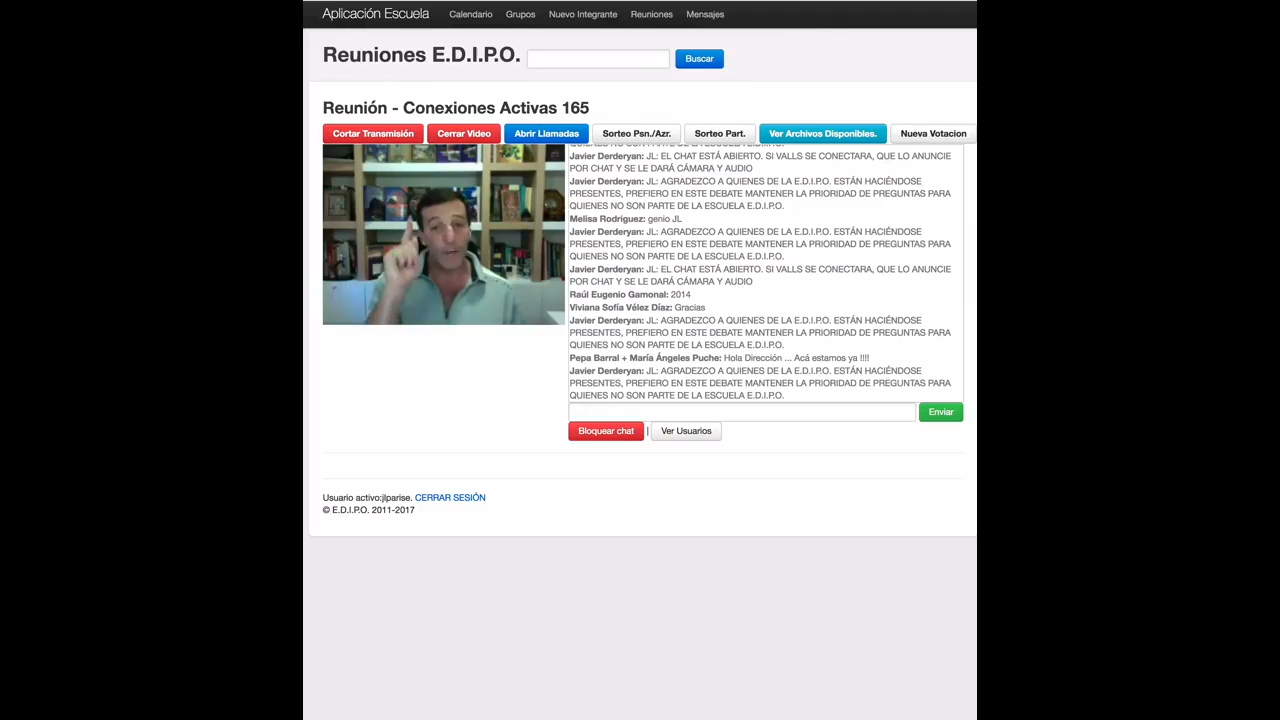 Aplicación Escuela Calendario Grupos Nuevo Integrante Reuniones Mensajes
Reuniones E.D.I.P.O. Buscar
Reunión - Conexiones Activas 165
Cortar Transmisión Cerrar Video Abrir Llamadas Sorteo Psn./Azr. Sorteo Part. Ver Archivos Disponibles. Nueva Votacion
QUIENES NO SON PARTE DE LA ESCUELA E.D.I.P.O.
Javier Derderyan: JL: EL CHAT ESTÁ ABIERTO. SI VALLS SE CONECTARA, QUE LO ANUNCIE
POR CHAT Y SE LE DARÁ CÁMARA Y AUDIO
Javier Derderyan: JL: AGRADEZCO A QUIENES DE LA E.D.I.P.O. ESTÁN HACIÉNDOSE
PRESENTES, PREFIERO EN ESTE DEBATE MANTENER LA PRIORIDAD DE PREGUNTAS PARA
QUIENES NO SON PARTE DE LA ESCUELA E.D.I.P.O.
Melisa Rodriguez: genio JL
Javier Derderyan: JL: AGRADEZCO A QUIENES DE LA E.D.I.P.O. ESTÁN HACIÉNDOSE
PRESENTES, PREFIERO EN ESTE DEBATE MANTENER LA PRIORIDAD DE PREGUNTAS PARA
QUIENES NO SON PARTE DE LA ESCUELA E.D.I.P.O.
Javier Derderyan: JL: EL CHAT ESTÁ ABIERTO. SI VALLS SE CONECTARA, QUE LO ANUNCIE
POR CHAT Y SE LE DARÁ CÁMARA Y AUDIO
Raúl Eugenio Gamonal: 2014
Viviana Sofía Vélez Díaz: Gracias
Javier Derderyan: JL: AGRADEZCO A QUIENES DE LA E.D.I.P.O. ESTÁN HACIÉNDOSE
PRESENTES, PREFIERO EN ESTE DEBATE MANTENER LA PRIORIDAD DE PREGUNTAS PARA
QUIENES NO SON PARTE DE LA ESCUELA E.D.I.P.O.
Pepa Barral + María Ángeles Puche: Hola Dirección ... Acá estamos ya !!!!
Javier Derderyan: JL: AGRADEZCO A QUIENES DE LA E.D.I.P.O. ESTÁN HACIÉNDOSE
PRESENTES, PREFIERO EN ESTE DEBATE MANTENER LA PRIORIDAD DE PREGUNTAS PARA
QUIENES NO SON PARTE DE LA ESCUELA E.D.I.P.O.
Enviar
Bloquear chat | Ver Usuarios
Usuario activo:jlparise. CERRAR SESIÓN
© E.D.I.P.O. 2011-2017